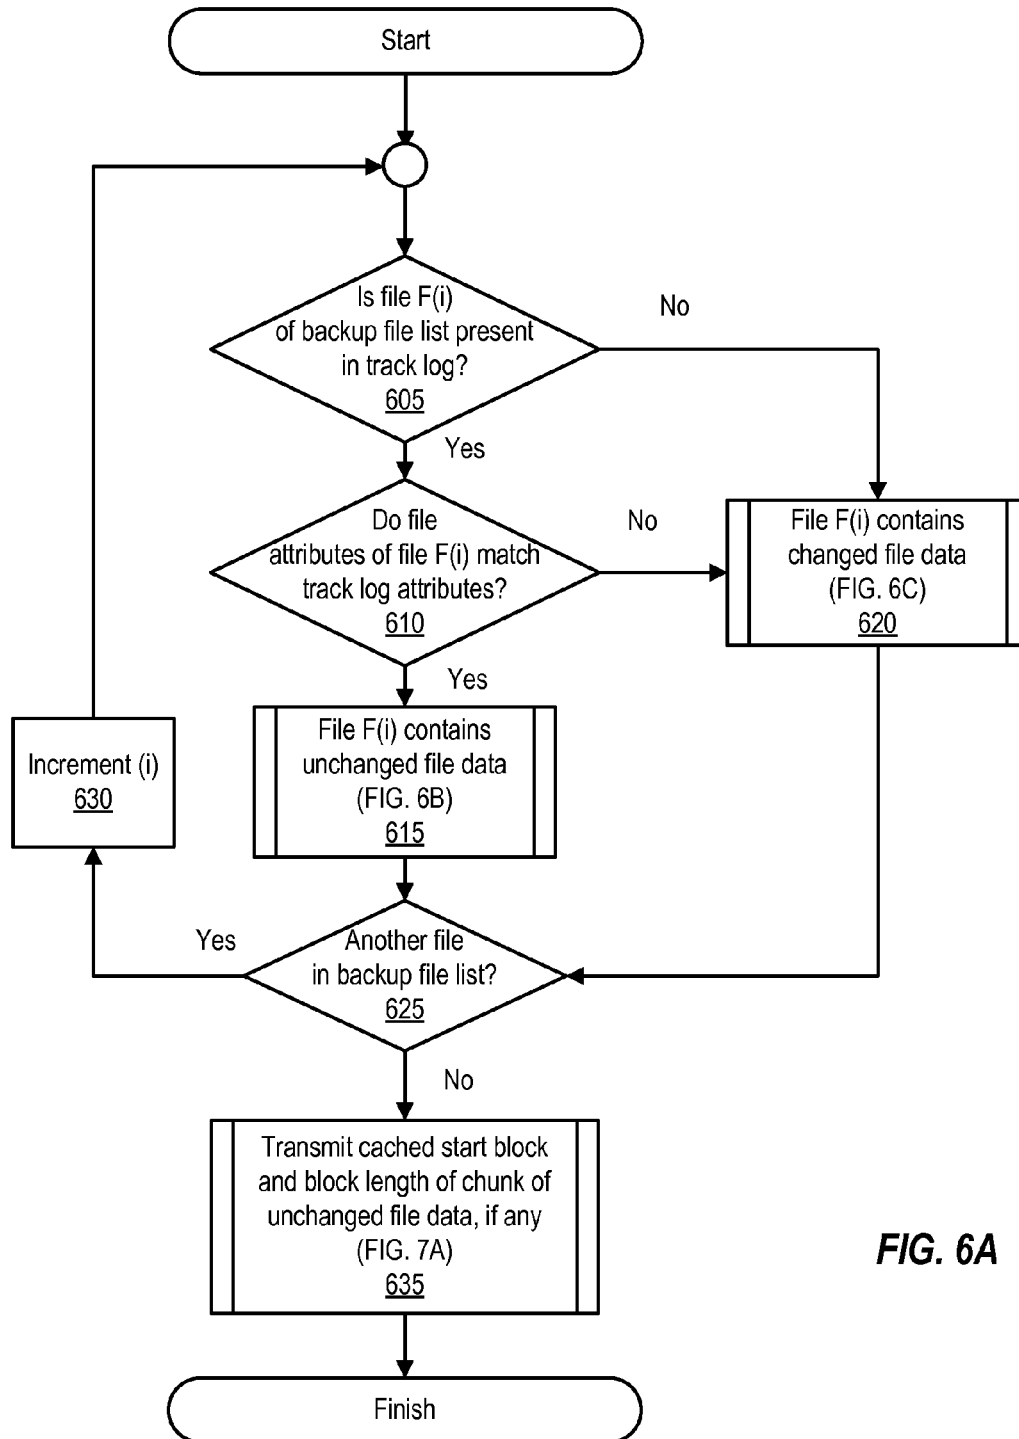 Start
Is file F(i)
of backup file list present
in track log?
605
No
Yes
Do file
attributes of file F(i) match
track log attributes?
610
No
File F(i) contains
changed file data
(FIG. 6C)
620
Yes
File F(i) contains
unchanged file data
(FIG. 6B)
615
Increment (i)
630
Yes
Another file
in backup file list?
625
No
Transmit cached start block
and block length of chunk of
unchanged file data, if any
(FIG. 7A)
635
FIG. 6A
Finish